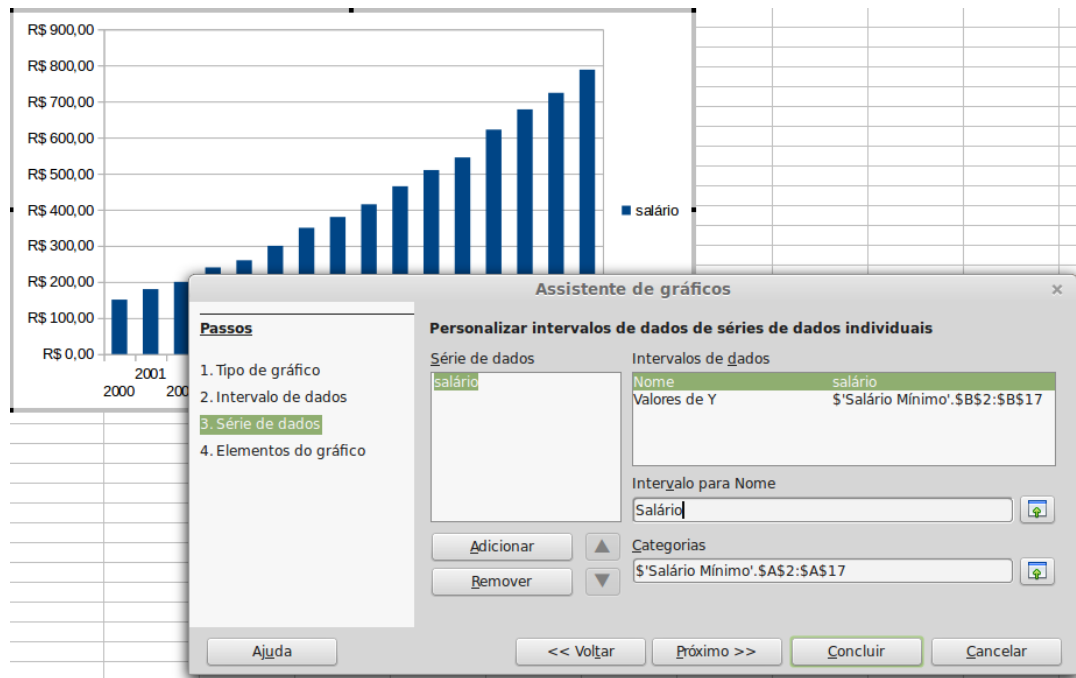 R$ 900,00
R$ 800,00
R$ 700,00
R$ 600,00
R$ 500,00
R$ 400,00
R$ 300,00
R$ 200,00
R$ 100,00
R$ 0,00
2001
2000 200
salário
Assistente de gráficos
Passos
1. Tipo de gráfico
2. Intervalo de dados
3. Série de dados
4. Elementos do gráfico
Personalizar intervalos de dados de séries de dados individuais
Série de dados
salário
Intervalos de dados
Nome salário
Valores de Y $'Salário Mínimo'.$B$2:$B$17
Intervalo para Nome
Salário
Adicionar
Remover
Categorias
$'Salário Mínimo'.$A$2:$A$17
Ajuda
<< Voltar
Próximo >>
Concluir
Cancelar